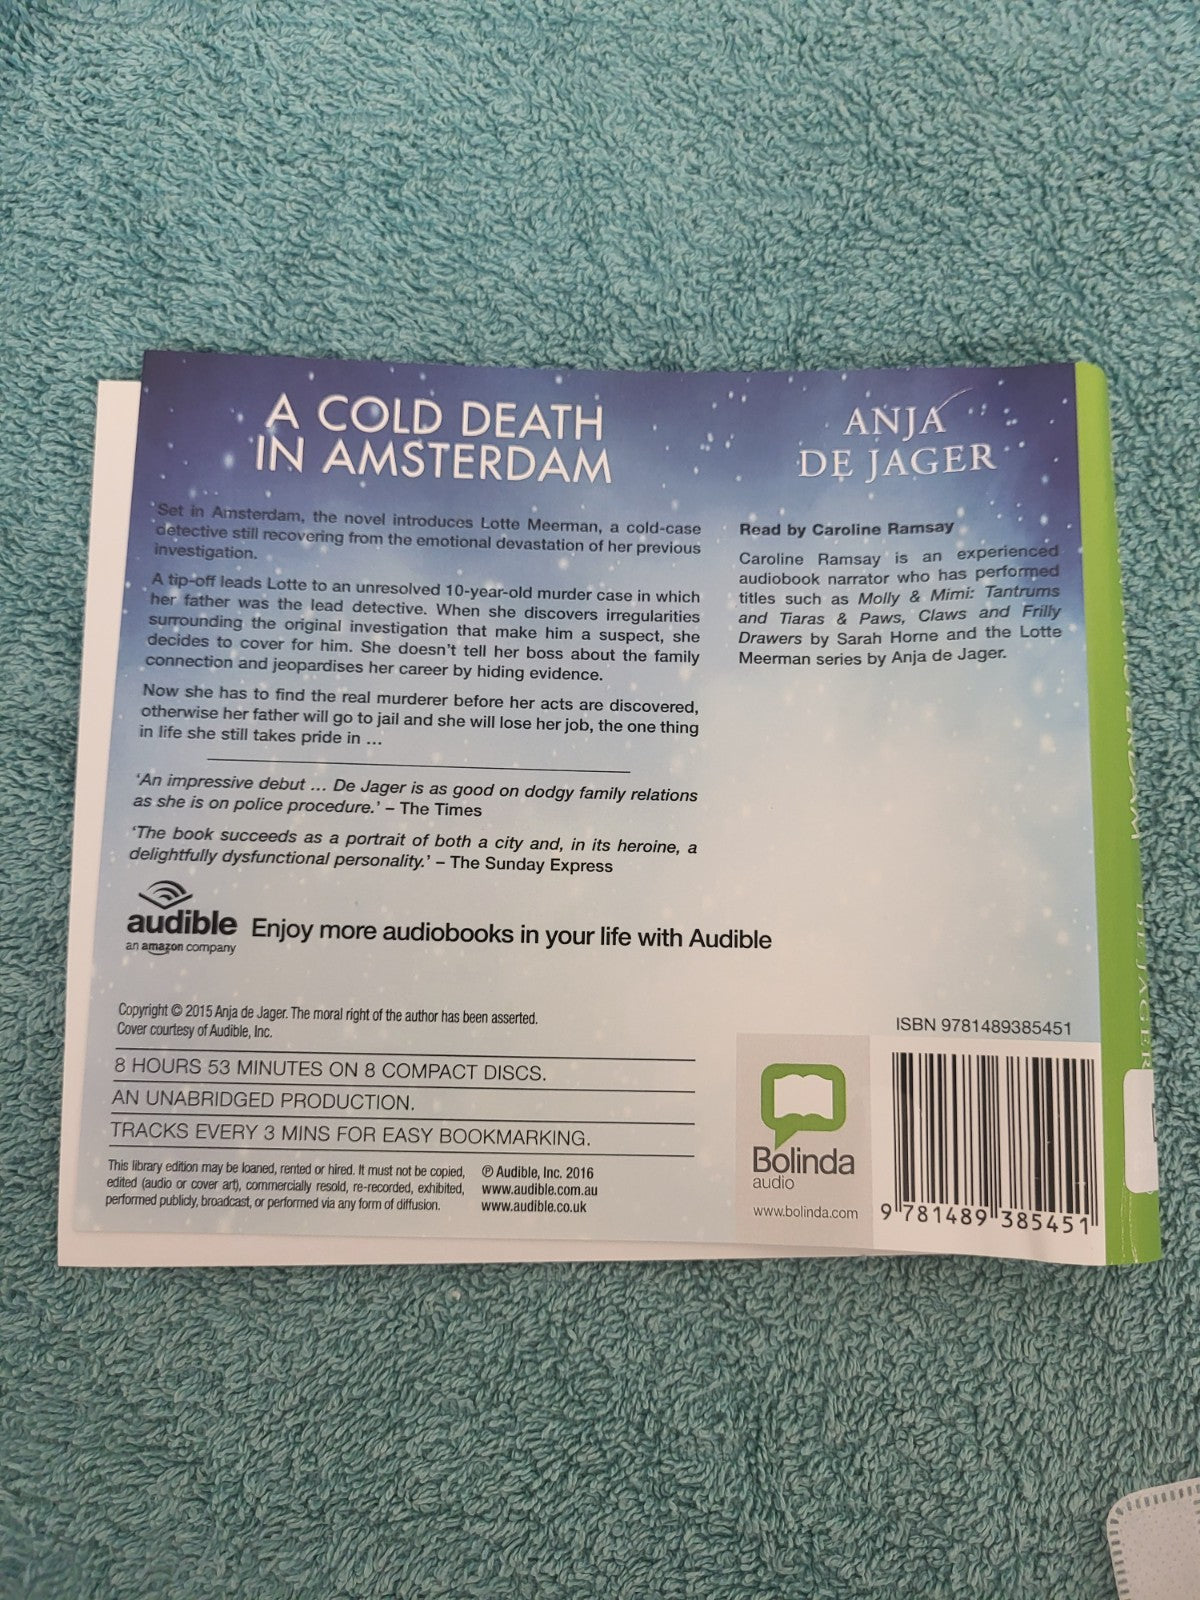 A COLD DEATH
IN AMSTERDAM
Set in Amsterdam, the novel introduces Lotte Meerman, a cold-case
detective still recovering from the emotional devastation of her previous
investigation.
A tip-off leads Lotte to an unresolved 10-year-old murder case in which
her father was the lead detective. When she discovers irregularities
surrounding the original investigation that make him a suspect, she
decides to cover for him. She doesn't tell her boss about the family
connection and jeopardises her career by hiding evidence.
Now she has to find the real murderer before her acts are discovered,
otherwise her father will go to jail and she will lose her job, the one thing
in life she still takes pride in ...
'An impressive debut ... De Jager is as good on dodgy family relations
as she is on police procedure.' – The Times
'The book succeeds as a portrait of both a city and, in its heroine, a
delightfully dysfunctional personality.' – The Sunday Express
audible
an amazon company
Enjoy more audiobooks in your life with Audible
Copyright © 2015 Anja de Jager. The moral right of the author has been asserted.
Cover courtesy of Audible, Inc.
8 HOURS 53 MINUTES ON 8 COMPACT DISCS.
AN UNABRIDGED PRODUCTION.
TRACKS EVERY 3 MINS FOR EASY BOOKMARKING.
This library edition may be loaned, rented or hired. It must not be copied,
edited (audio or cover art), commercially resold, re-recorded, exhibited,
performed publicly, broadcast, or performed via any form of diffusion.
℗ Audible, Inc. 2016
www.audible.com.au
www.audible.co.uk
ANJA
DE JAGER
Read by Caroline Ramsay
Caroline Ramsay is an experienced
audiobook narrator who has performed
titles such as Molly & Mimi: Tantrums
and Tiaras & Paws, Claws and Frilly
Drawers by Sarah Horne and the Lotte
Meerman series by Anja de Jager.
Bolinda
audio
www.bolinda.com
ISBN 9781489385451
9 781489 385451
DE JAGER